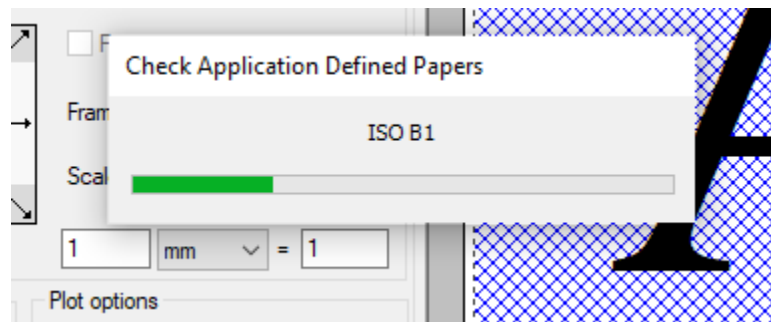 F
Check Application Defined Papers
Fram
ISO B1
Scal
1 mm = 1
Plot options
A